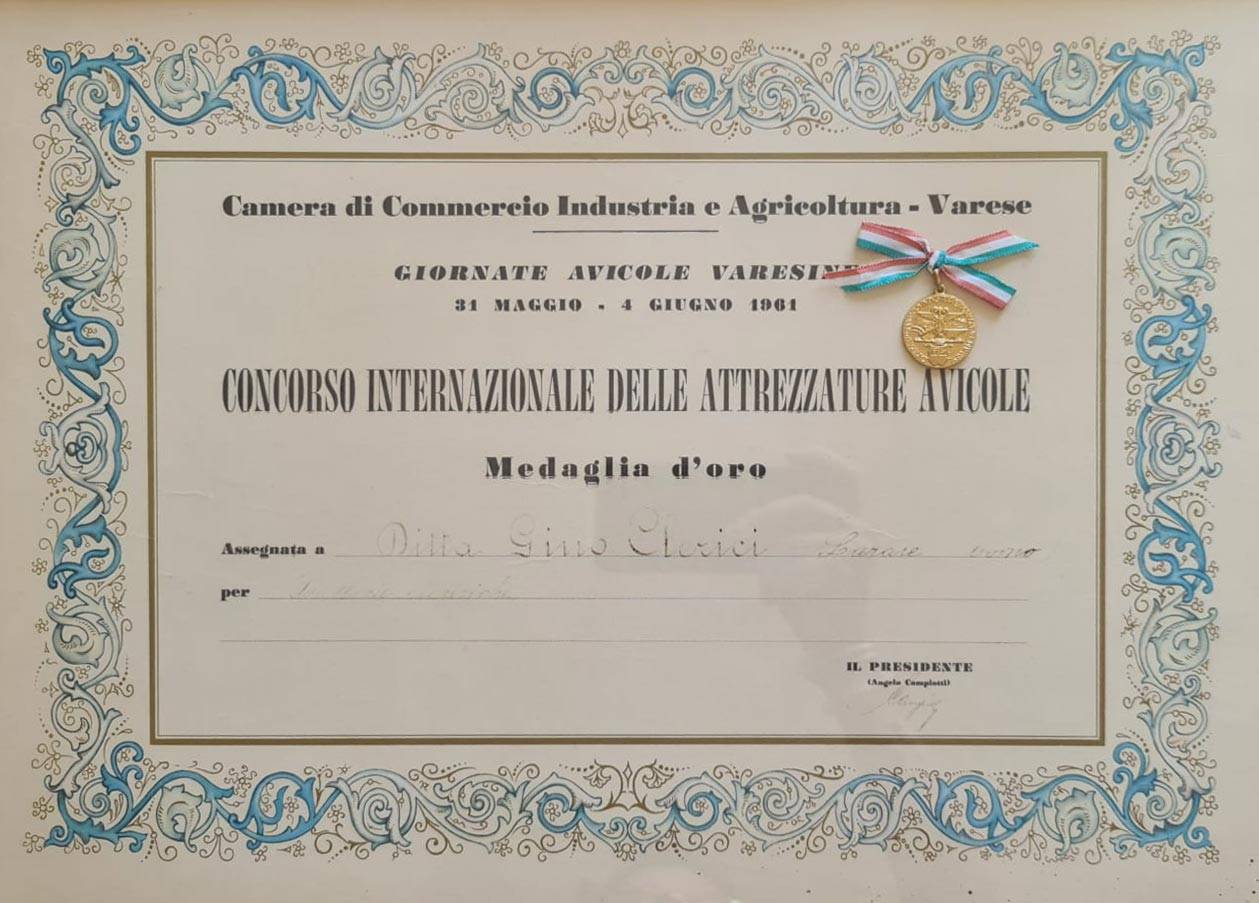 Camera di Commercio Industria e Agricoltura - Varese
GIORNATE AVICOLE VARESINE
31 MAGGIO - 4 GIUGNO 1961
CONCORSO INTERNAZIONALE DELLE ATTREZZATURE AVICOLE
Medaglia d'oro
Assegnata a Ditta Gino Clerici
per
IL PRESIDENTE
(Angelo Campiotti)